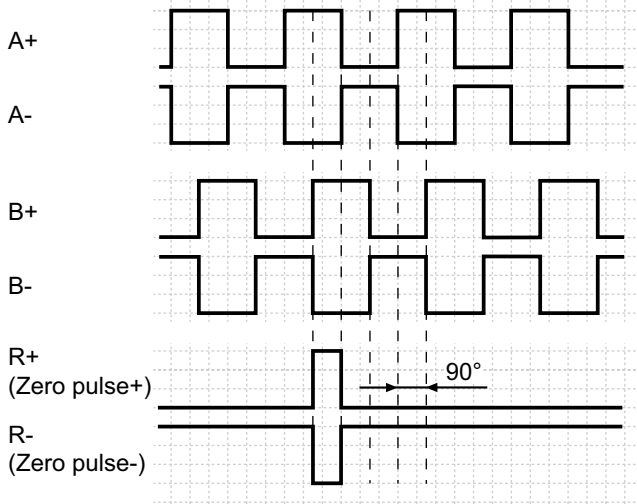 A+
A-
B+
B-
R+
(Zero pulse+)
90°
R-
(Zero pulse-)